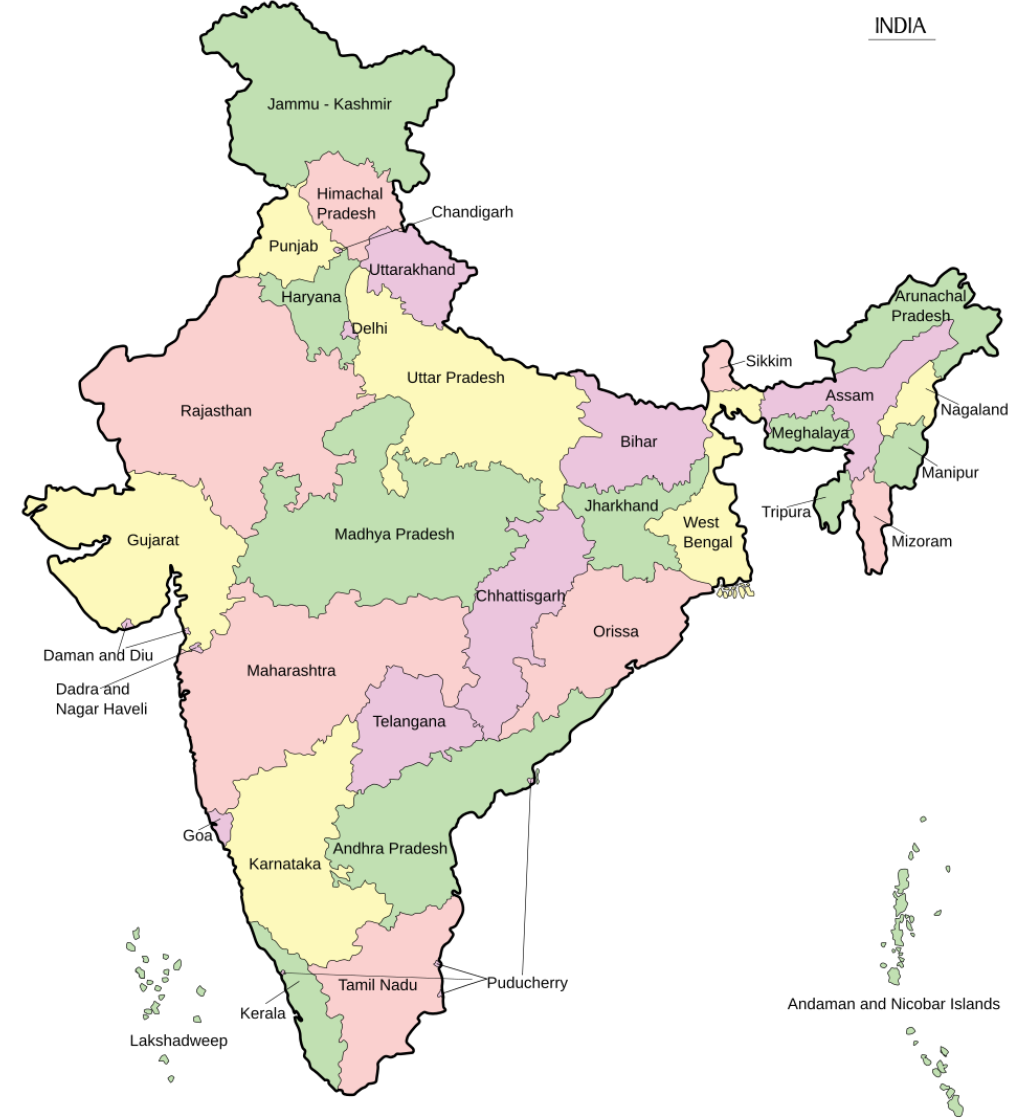 INDIA
Jammu - Kashmir
Himachal
Pradesh
Chandigarh
Punjab
Uttarakhand
Haryana
Arunachal
Pradesh
Delhi
Sikkim
Uttar Pradesh
Assam
Rajasthan
Nagaland
Meghalaya
Bihar
Manipur
Jharkhand
Tripura
West
Bengal
Madhya Pradesh
Gujarat
Mizoram
Chhattisgarh
Orissa
Daman and Diu
Maharashtra
Dadra and
Nagar Haveli
Telangana
Goa
Andhra Pradesh
Karnataka
Puducherry
Tamil Nadu
Andaman and Nicobar Islands
Kerala
Lakshadweep